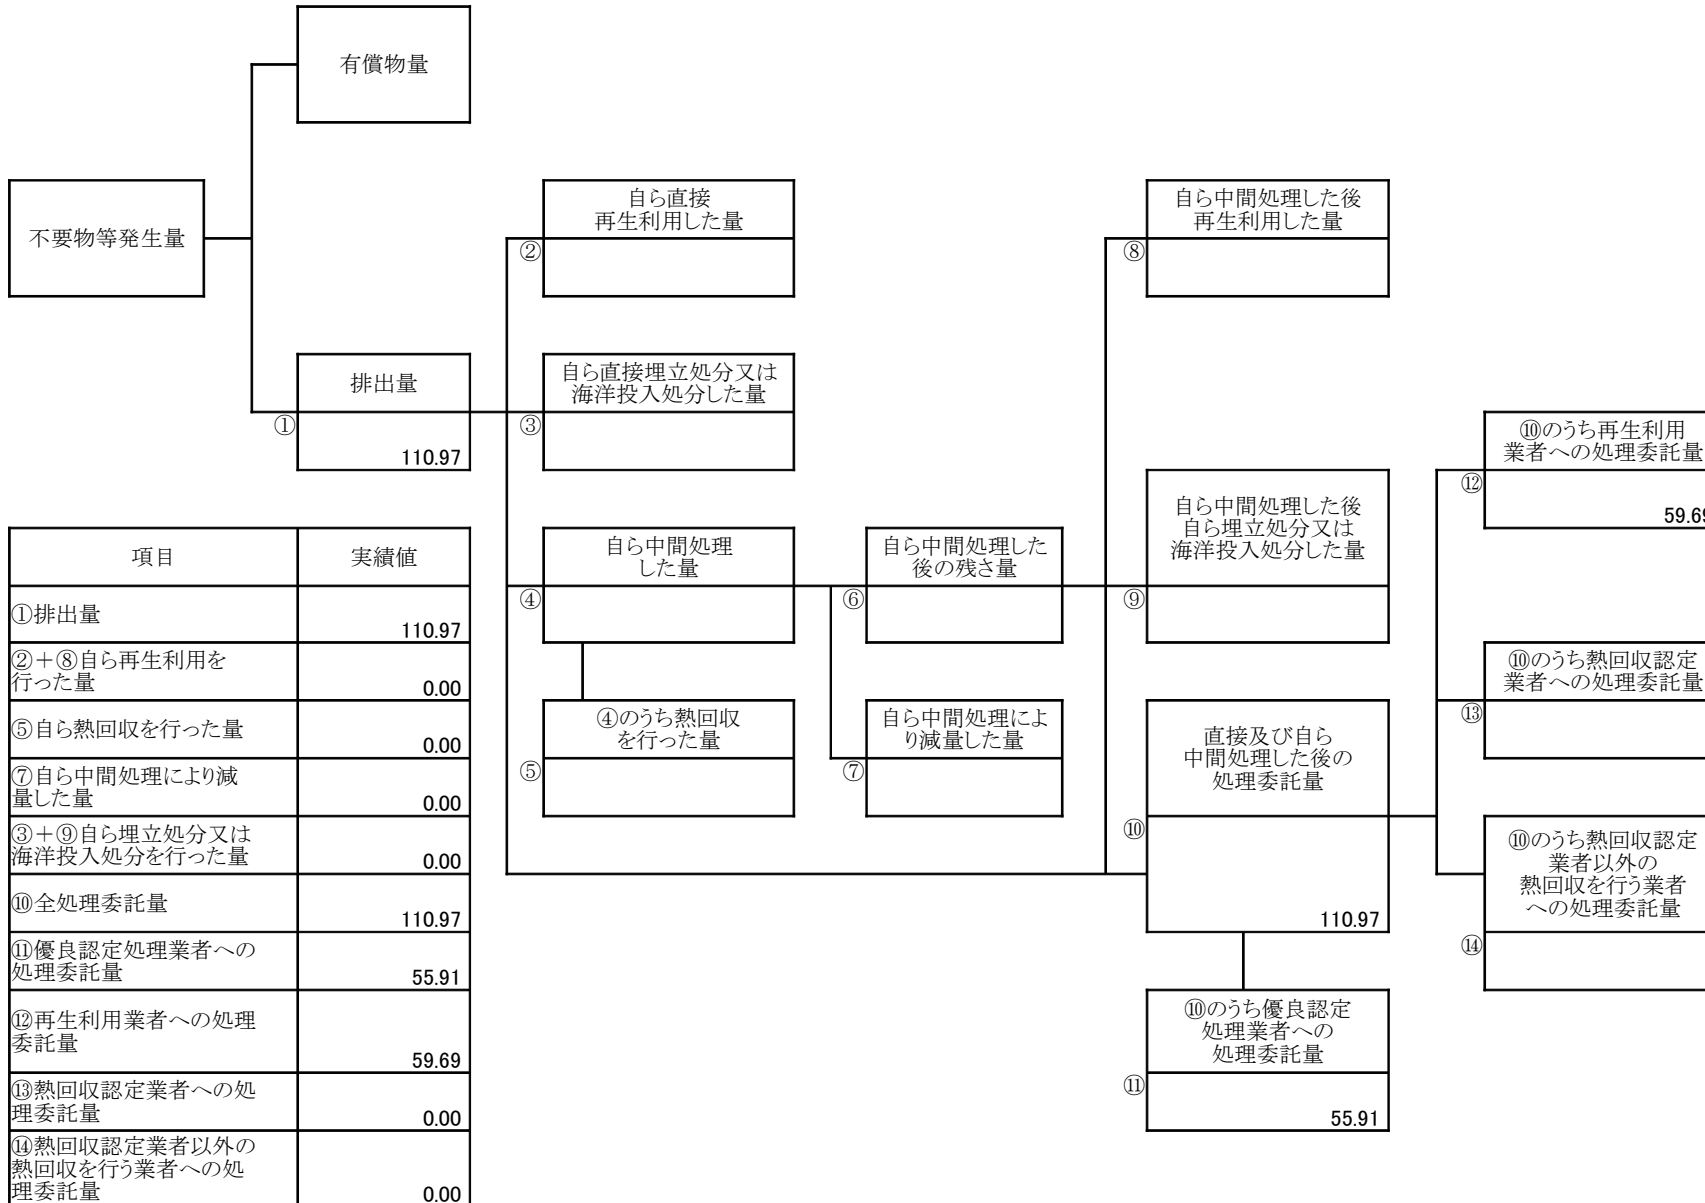 有償物量
不要物等発生量
自ら直接
再生利用した量
②
自ら中間処理した後
再生利用した量
⑧
排出量
①
110.97
自ら直接埋立処分又は
海洋投入処分した量
③
⑩のうち再生利用
業者への処理委託量
⑫
59.69
自ら中間処理した後
自ら埋立処分又は
海洋投入処分した量
⑨
自ら中間処理
した量
④
自ら中間処理した
後の残さ量
⑥
⑩のうち熱回収認定
業者への処理委託量
⑬
④のうち熱回収
を行った量
⑤
自ら中間処理によ
り減量した量
⑦
直接及び自ら
中間処理した後の
処理委託量
⑩
110.97
⑩のうち熱回収認定
業者以外の
熱回収を行う業者
への処理委託量
⑭
⑩のうち優良認定
処理業者への
処理委託量
⑪
55.91
項目 実績値
①排出量
110.97
②＋⑧自ら再生利用を
行った量
0.00
⑤自ら熱回収を行った量
0.00
⑦自ら中間処理により減
量した量
0.00
③＋⑨自ら埋立処分又は
海洋投入処分を行った量
0.00
⑩全処理委託量
110.97
⑪優良認定処理業者への
処理委託量
55.91
⑫再生利用業者への処理
委託量
59.69
⑬熱回収認定業者への処
理委託量
0.00
⑭熱回収認定業者以外の
熱回収を行う業者への処
理委託量
0.00